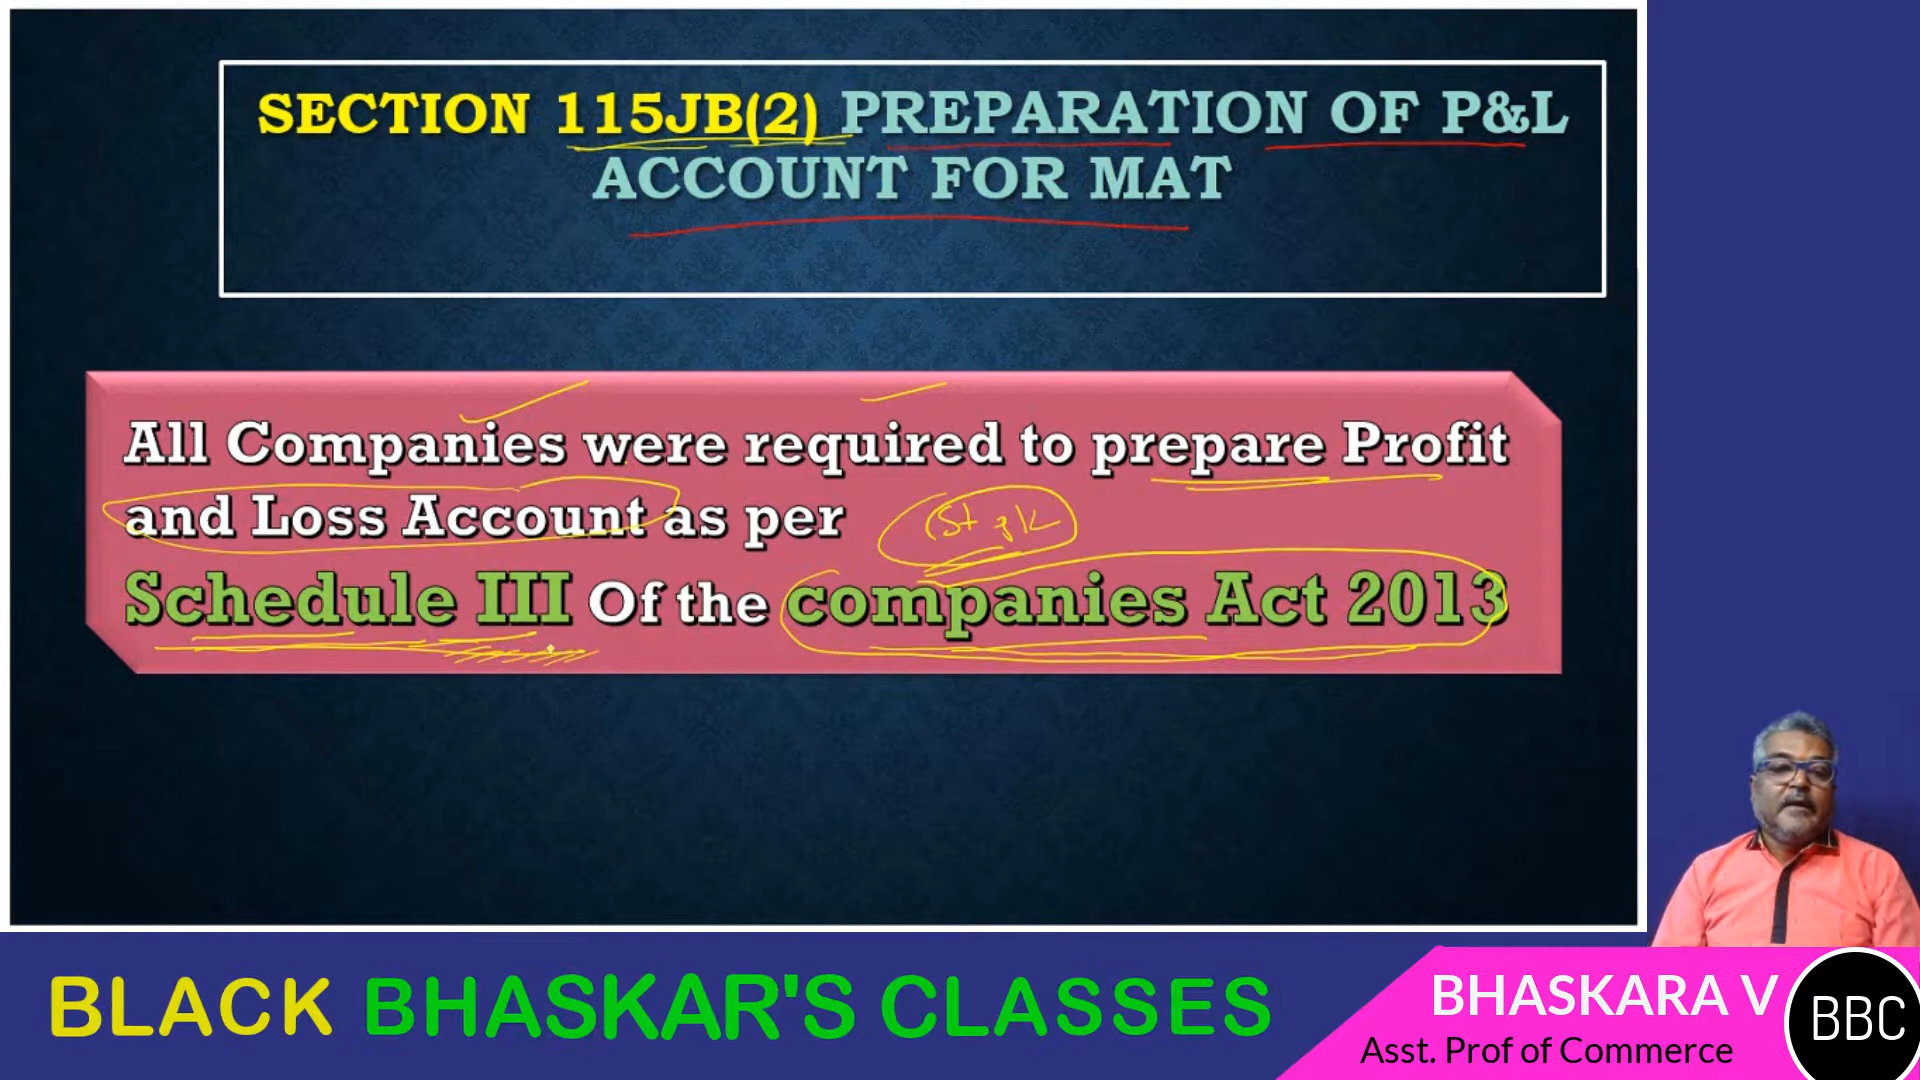 SECTION 115JB(2) PREPARATION OF P&L
ACCOUNT FOR MAT
All Companies were required to prepare Profit
and Loss Account as per
Schedule III Of the companies Act 2013
BLACK BHASKAR'S CLASSES
BHASKARA V
Asst. Prof of Commerce
BBC